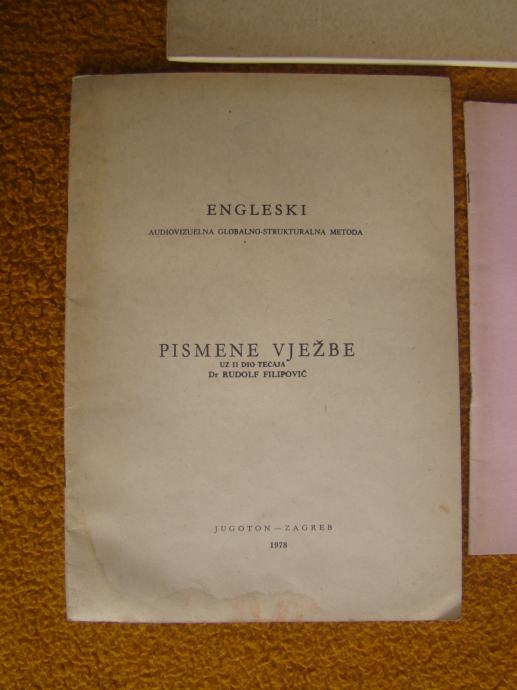 ENGLESKI
AUDIOVIZUELNA GLOBALNO-STRUKTURALNA METODA
PISMENE VJEŽBE
UZ II DIO TEČAJA
Dr RUDOLF FILIPOVIĆ
JUGOTON — ZAGREB
1978